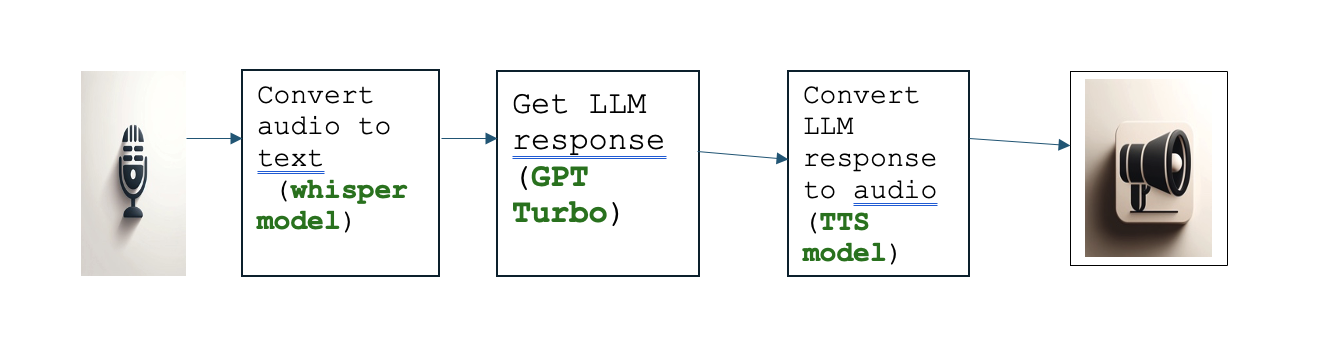 Convert
audio to
text
(whisper
model)
Get LLM
response
(GPT
Turbo)
Convert
LLM
response
to audio
(TTS
model)